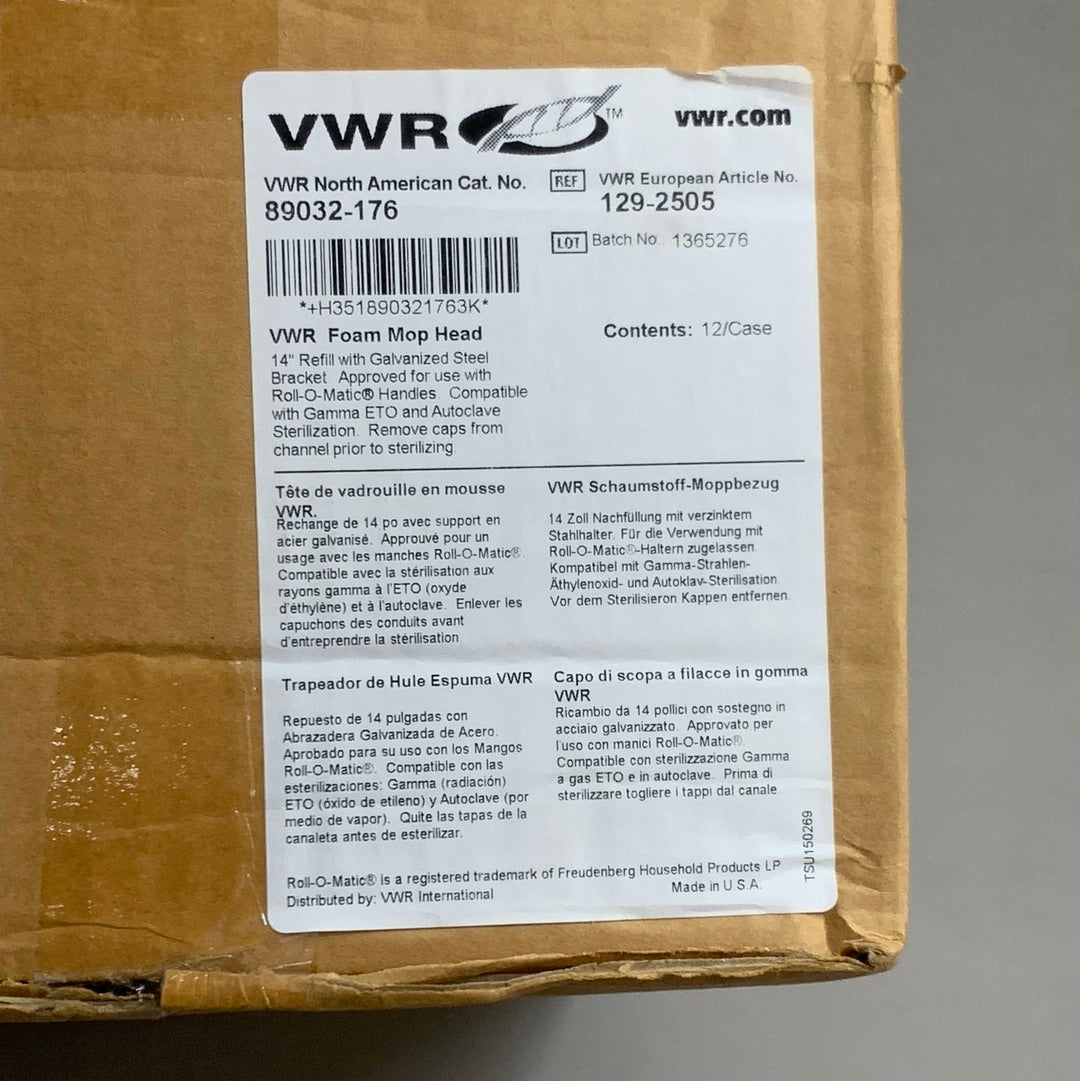 VWR™
vwr.com
VWR North American Cat. No.
89032-176
REF VWR European Article No.
129-2505
LOT Batch No. 1365276
*+H351890321763K*
VWR Foam Mop Head
Contents: 12/Case
14" Refill with Galvanized Steel
Bracket Approved for use with
Roll-O-Matic® Handles. Compatible
with Gamma ETO and Autoclave
Sterilization. Remove caps from
channel prior to sterilizing
Tête de vadrouille en mousse
VWR.
Rechange de 14 po avec support en
acier galvanisé. Approuvé pour un
usage avec les manches Roll-O-Matic®.
Compatible avec la stérilisation aux
rayons gamma à l'ETO (oxyde
d'éthylène) et à l'autoclave. Enlever les
capuchons des conduits avant
d'entreprendre la stérilisation
VWR Schaumstoff-Moppbezug
14 Zoll Nachfüllung mit verzinktem
Stahlhalter. Für die Verwendung mit
Roll-O-Matic®-Haltern zugelassen.
Kompatibel mit Gamma-Strahlen-
Äthylenoxid- und Autoklav-Sterilisation.
Vor dem Sterilisieron Kappen entfernen.
Trapeador de Hule Espuma VWR
Repuesto de 14 pulgadas con
Abrazadera Galvanizada de Acero.
Aprobado para su uso con los Mangos
Roll-O-Matic®. Compatible con las
esterilizaciones: Gamma (radiación)
ETO (óxido de etileno) y Autoclave (por
medio de vapor). Quite las tapas de la
canaleta antes de esterilizar.
Capo di scopa a filacce in gomma
VWR
Ricambio da 14 pollici con sostegno in
acciaio galvanizzato. Approvato per
l'uso con manici Roll-O-Matic®.
Compatible con sterilizzazione Gamma
a gas ETO e in autoclave. Prima di
sterilizzare togliere i tappi dal canale
TSU150269
Roll-O-Matic® is a registered trademark of Freudenberg Household Products LP
Distributed by: VWR International
Made in U.S.A.